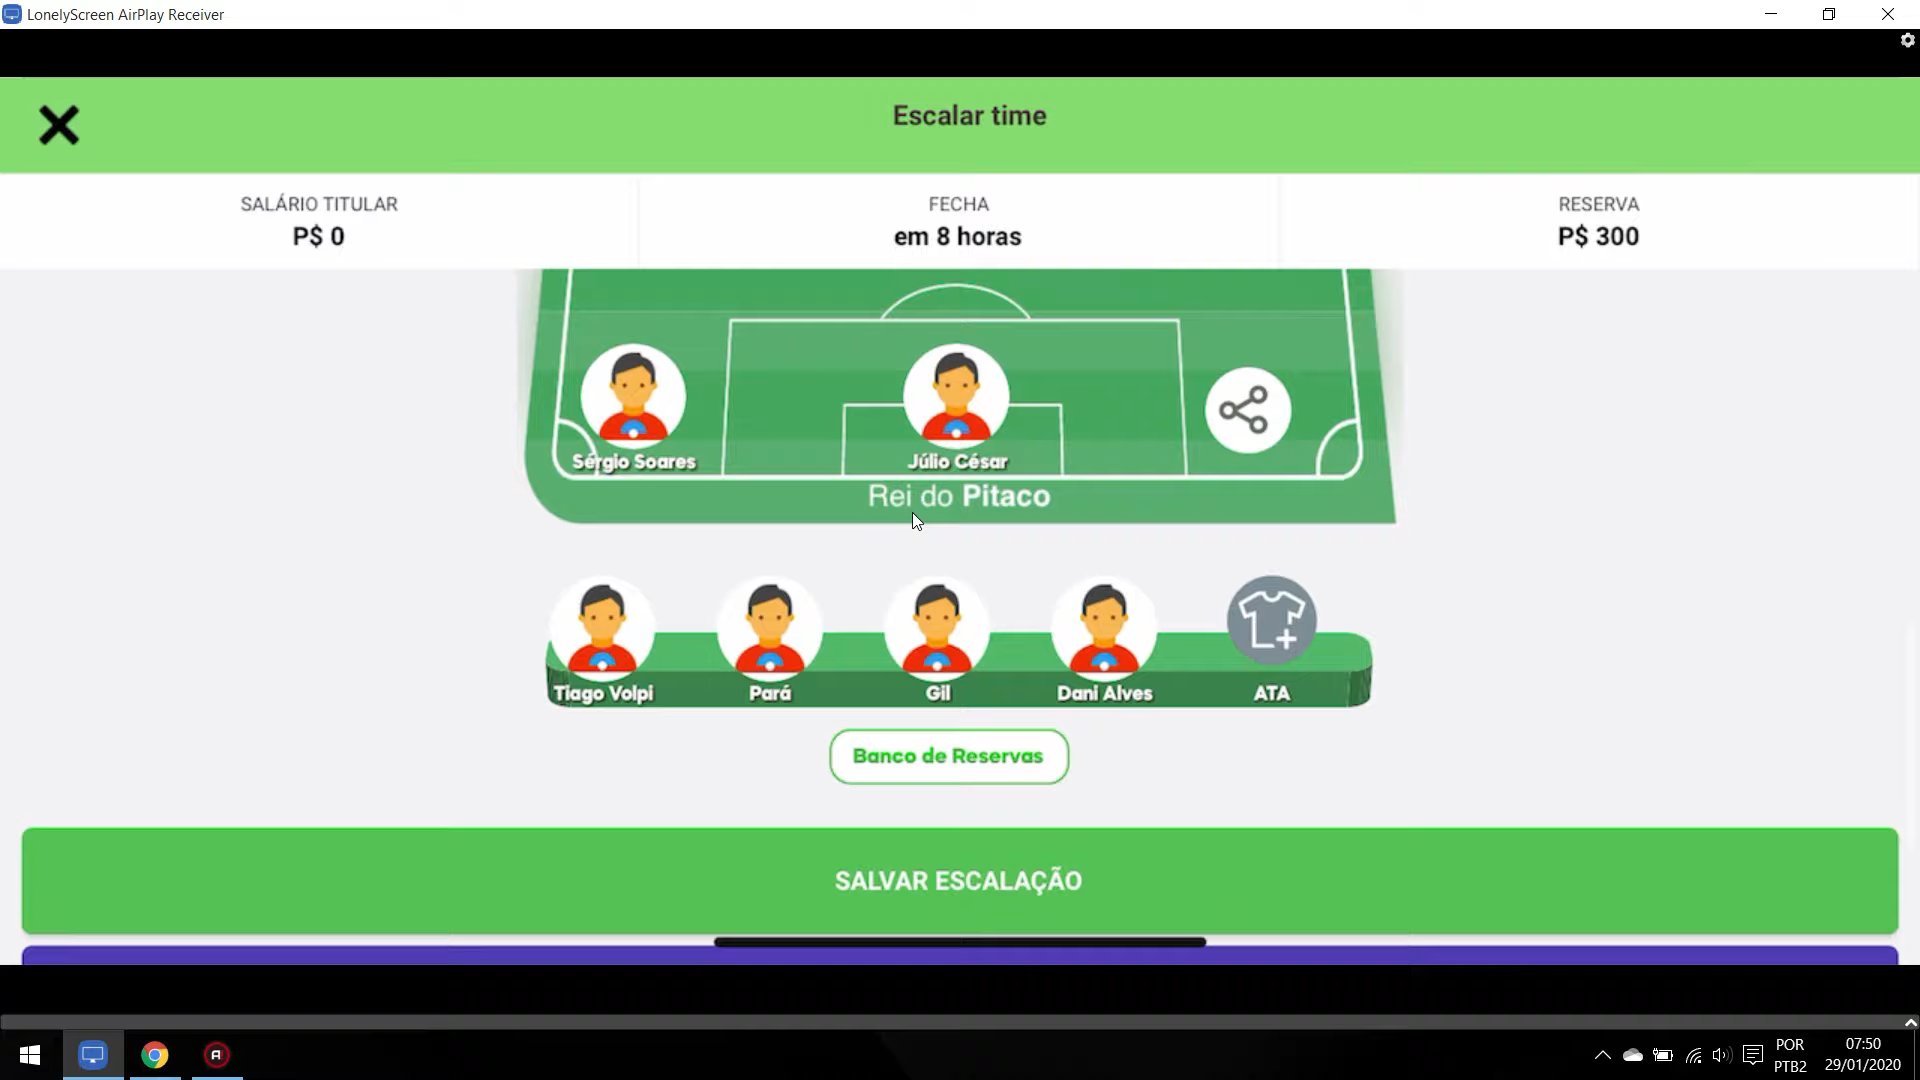 LonelyScreen AirPlay Receiver
Escalar time
SALÁRIO TITULAR
P$ 0
FECHA
em 8 horas
RESERVA
P$ 300
Sérgio Soares
Júlio César
Rei do Pitaco
Tiago Volpi
Pará
Gil
Dani Alves
ATA
Banco de Reservas
SALVAR ESCALAÇÃO
POR
PTB2
07:50
29/01/2020